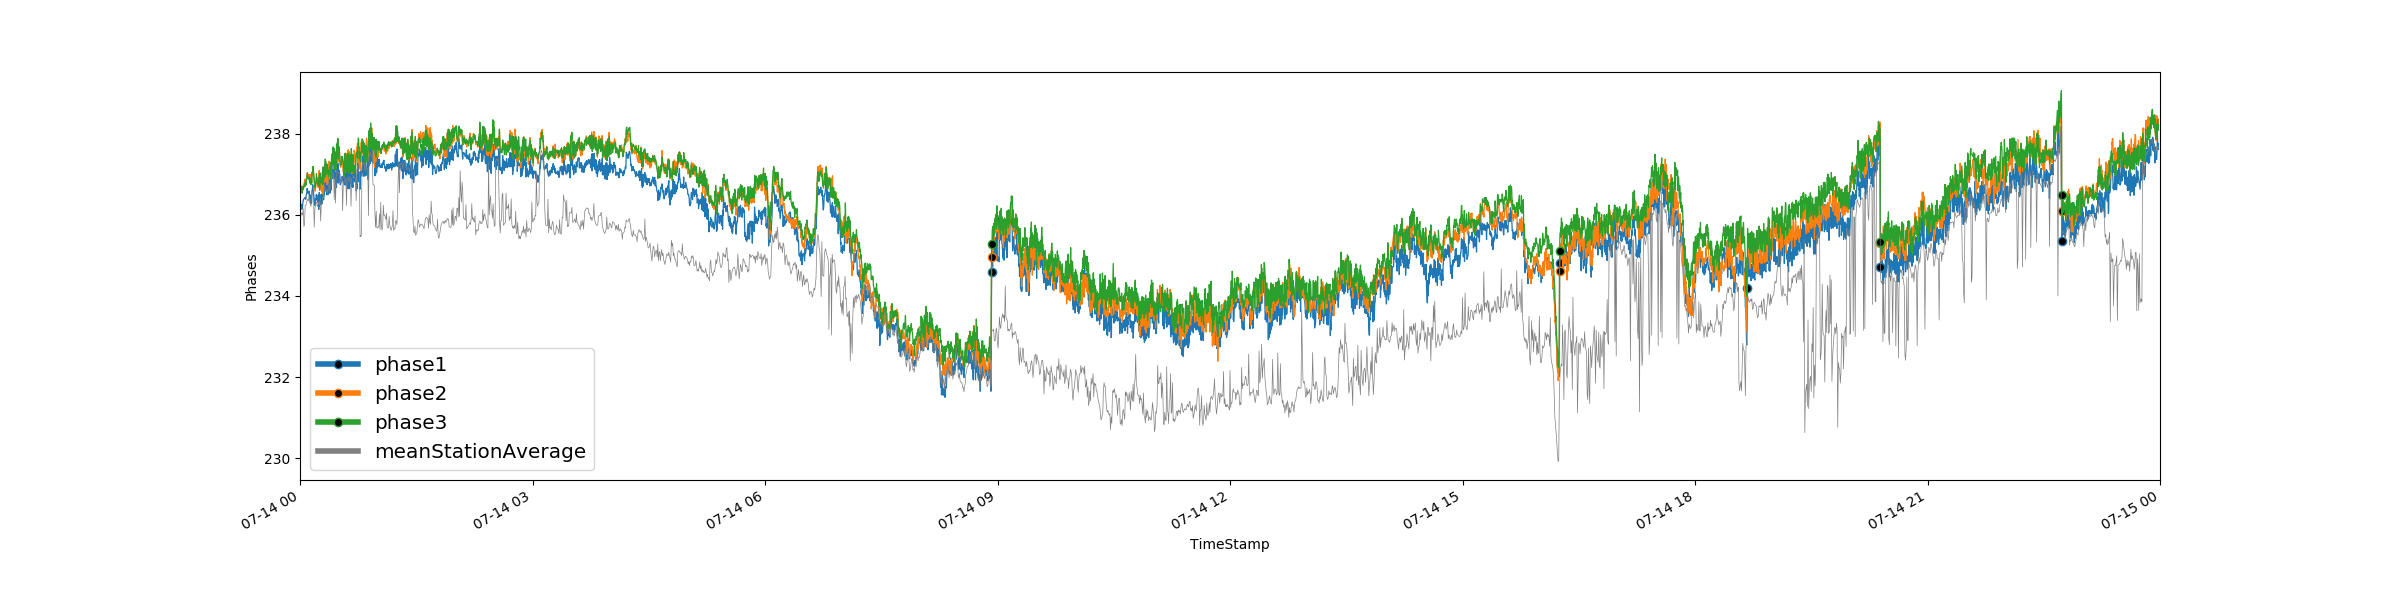 238
236
234
232
230
Phases
phase1
phase2
phase3
meanStationAverage
07-14 00
07-14 03
07-14 06
07-14 09
07-14 12
07-14 15
07-14 18
07-14 21
07-15 00
TimeStamp